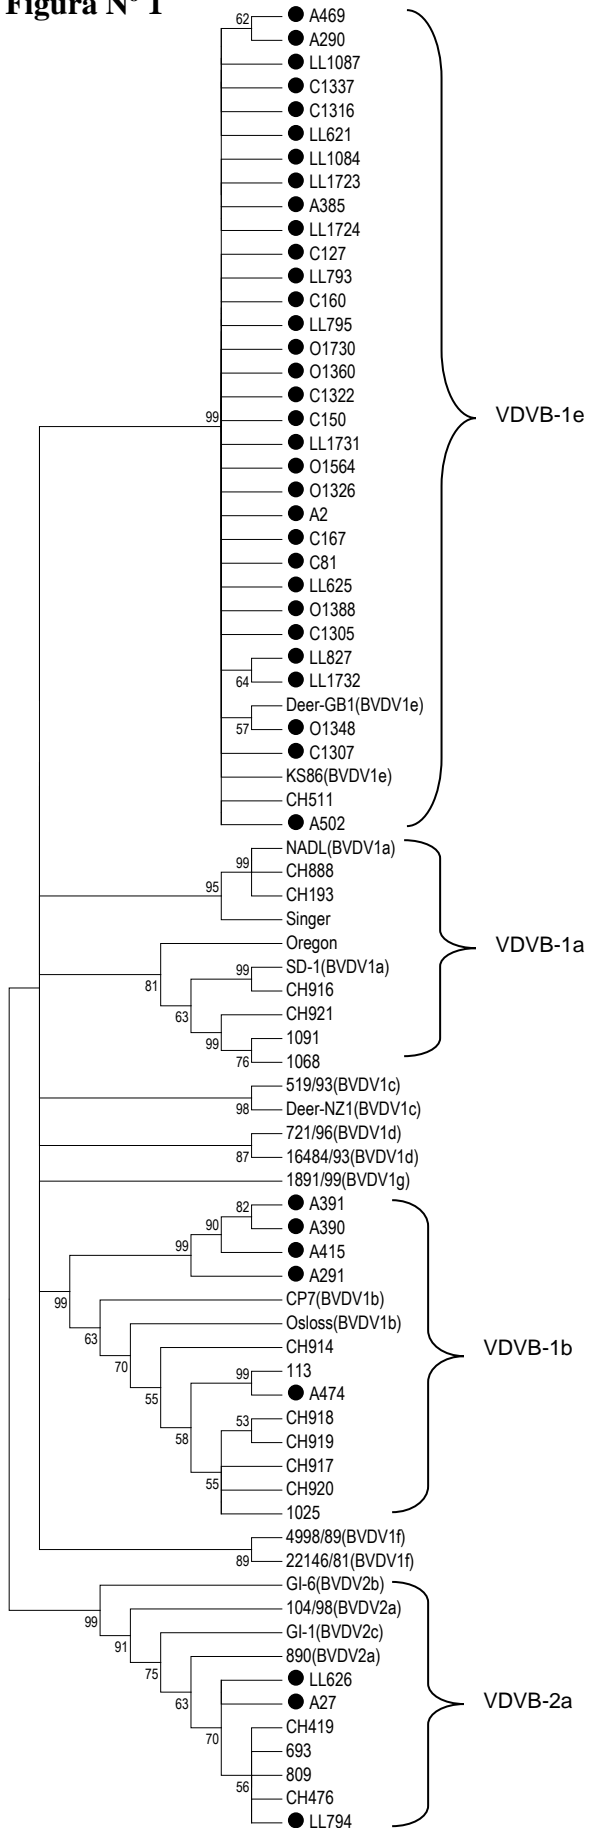 Figura Nº 1
62
A469
A290
LL1087
C1337
C1316
LL621
LL1084
LL1723
A385
LL1724
C127
LL793
C160
LL795
O1730
O1360
C1322
99
C150
VDVB-1e
LL1731
O1564
O1326
A2
C167
C81
LL625
O1388
C1305
LL827
64
LL1732
Deer-GB1(BVDV1e)
57
O1348
C1307
KS86(BVDV1e)
CH511
A502
NADL(BVDV1a)
99
CH888
95
CH193
Singer
Oregon
VDVB-1a
SD-1(BVDV1a)
99
81
CH916
63
CH921
99
1091
76
1068
519/93(BVDV1c)
98
Deer-NZ1(BVDV1c)
721/96(BVDV1d)
87
16484/93(BVDV1d)
1891/99(BVDV1g)
82
A391
90
A390
99
A415
A291
99
CP7(BVDV1b)
63
Osloss(BVDV1b)
70
CH914
VDVB-1b
113
99
55
A474
53
CH918
58
CH919
CH917
55
CH920
1025
4998/89(BVDV1f)
89
22146/81(BVDV1f)
GI-6(BVDV2b)
99
104/98(BVDV2a)
91
GI-1(BVDV2c)
75
890(BVDV2a)
63
LL626
A27
VDVB-2a
70
CH419
693
809
56
CH476
LL794